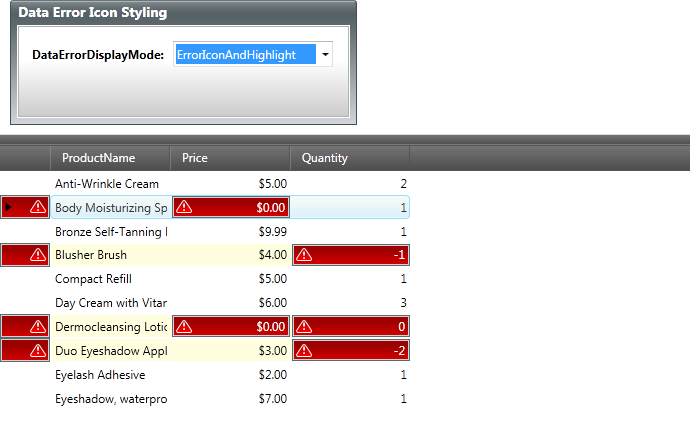 Data Error Icon Styling
DataErrorDisplayMode: ErrorIconAndHighlight
ProductName Price Quantity
Anti-Wrinkle Cream $5.00 2
Body Moisturizing Sp $0.00 1
Bronze Self-Tanning $9.99 1
Blusher Brush $4.00 -1
Compact Refill $5.00 1
Day Cream with Vitar $6.00 3
Dermocleansing Lotio $0.00 0
Duo Eyeshadow Appl $3.00 -2
Eyelash Adhesive $2.00 1
Eyeshadow, waterpro $7.00 1